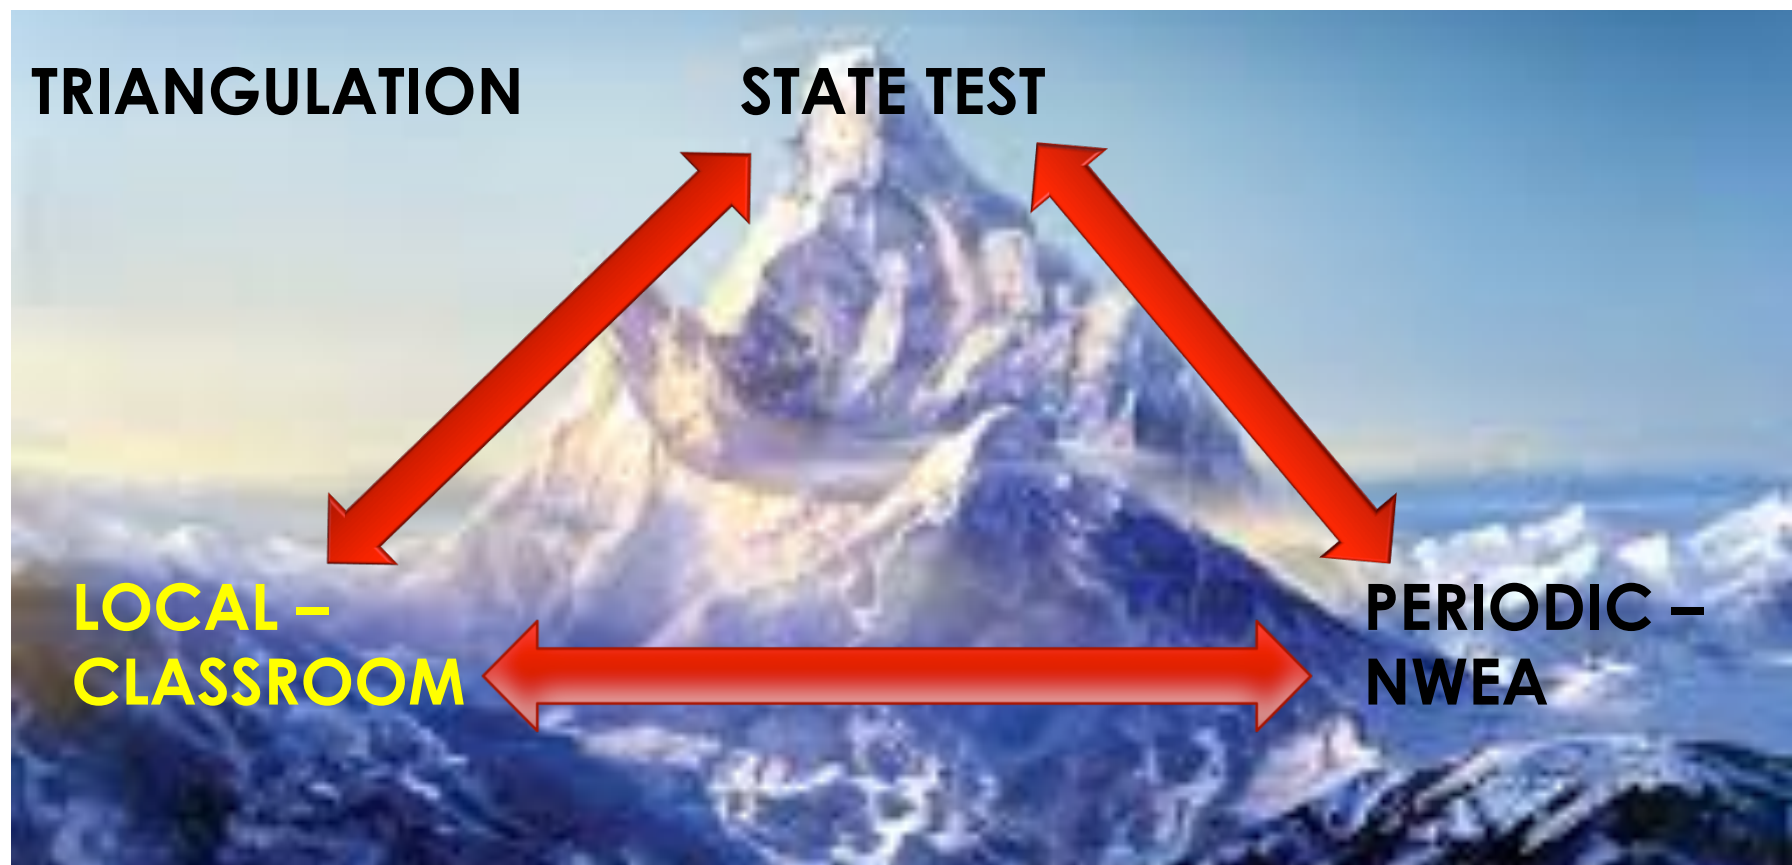 TRIANGULATION
STATE TEST
LOCAL –
CLASSROOM
PERIODIC –
NWEA